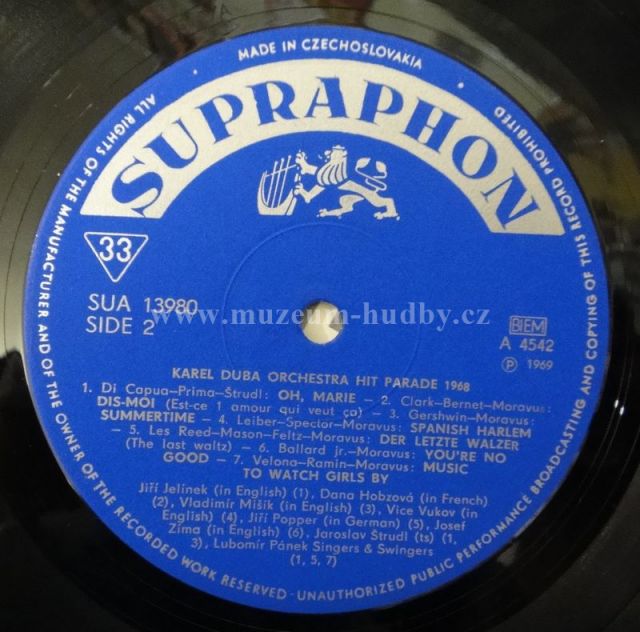 MADE IN CZECHOSLOVAKIA
ALL RIGHTS OF THE MANUFACTURER AND OF THE OWNER OF THE RECORDED WORK RESERVED · UNAUTHORIZED PUBLIC PERFORMANCE BROADCASTING AND COPYING OF THIS RECORD PROHIBITED
SUPRAPHON
33
SUA 13980
SIDE 2
www.muzeum-hudby.cz
BIEM
A 4542
Ⓟ 1969
KAREL DUBA ORCHESTRA HIT PARADE 1968
1. Di Capua–Prima–Štrudl: OH, MARIE – 2. Clark–Bernet–Moravus:
DIS-MOI (Est-ce l amour qui veut ça) – 3. Gershwin–Moravus:
SUMMERTIME – 4. Leiber–Spector–Moravus: SPANISH HARLEM
– 5. Les Reed–Mason–Feltz–Moravus: DER LETZTE WALZER
(The last waltz) – 6. Ballard jr.–Moravus: YOU'RE NO
GOOD – 7. Velona–Ramin–Moravus: MUSIC
TO WATCH GIRLS BY
Jiří Jelínek (in English) (1), Dana Hobzová (in French)
(2), Vladimír Mišík (in English) (3), Vice Vukov (in
English) (4), Jiří Popper (in German) (5), Josef
Zíma (in English) (6), Jaroslav Štrudl (ts) (1,
3), Lubomír Pánek Singers & Swingers
(1, 5, 7)